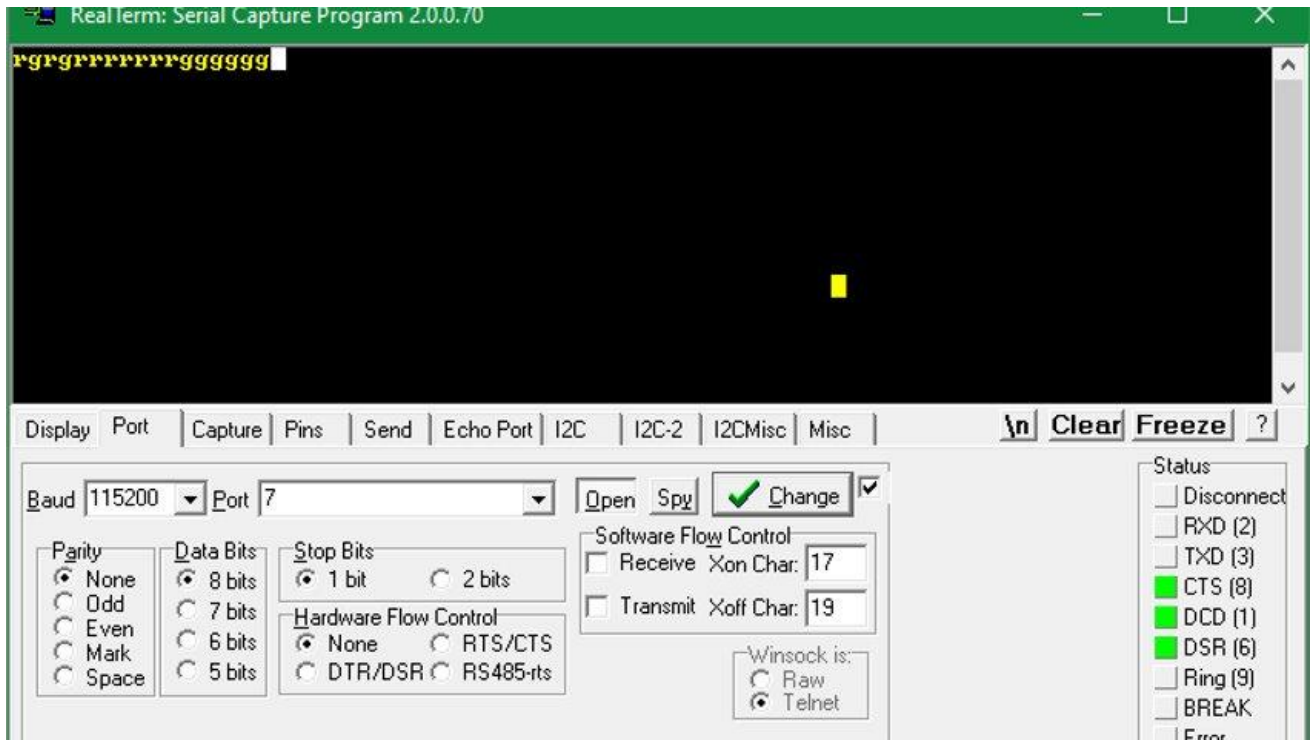 RealTerm: Serial Capture Program 2.0.0.70
rgrgrrrrrrrgggggg
Display Port Capture Pins Send Echo Port I2C I2C-2 I2CMisc Misc \n Clear Freeze ?
Baud 115200 Port 7 Open Spy Change
Parity
None
Odd
Even
Mark
Space
Data Bits
8 bits
7 bits
6 bits
5 bits
Stop Bits
1 bit 2 bits
Hardware Flow Control
None RTS/CTS
DTR/DSR RS485-rts
Software Flow Control
Receive Xon Char: 17
Transmit Xoff Char: 19
Winsock is:
Raw
Telnet
Status
Disconnect
RXD (2)
TXD (3)
CTS (8)
DCD (1)
DSR (6)
Ring (9)
BREAK
Error